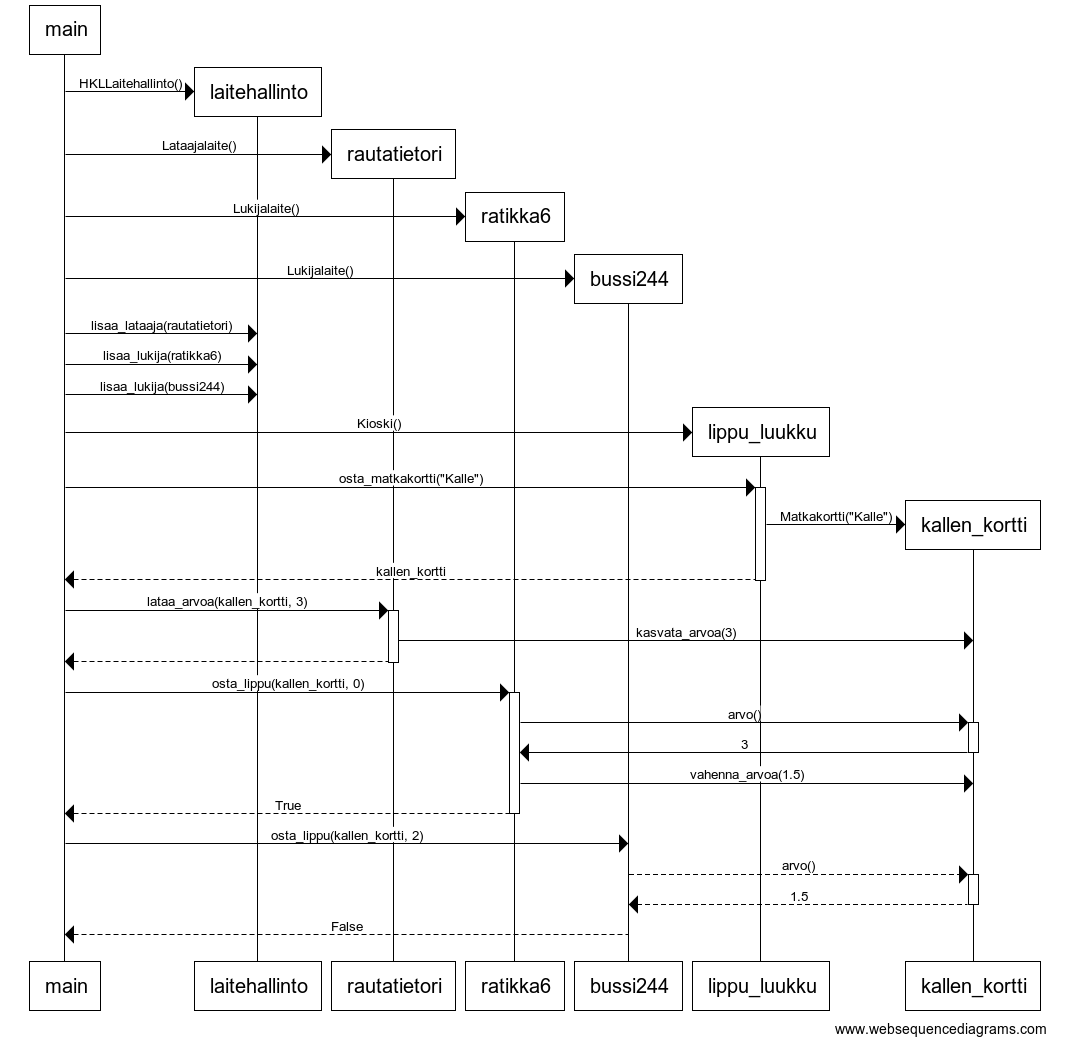 main
HKLLaitehallinto()
laitehallinto
Lataajalaite()
rautatietori
Lukijalaite()
ratikka6
Lukijalaite()
bussi244
lisaa_lataaja(rautatietori)
lisaa_lukija(ratikka6)
lisaa_lukija(bussi244)
Kioski()
lippu_luukku
osta_matkakortti("Kalle")
Matkakortti("Kalle")
kallen_kortti
kallen_kortti
lataa_arvoa(kallen_kortti, 3)
kasvata_arvoa(3)
osta_lippu(kallen_kortti, 0)
arvo()
3
vahenna_arvoa(1.5)
True
osta_lippu(kallen_kortti, 2)
arvo()
1.5
False
main
laitehallinto
rautatietori
ratikka6
bussi244
lippu_luukku
kallen_kortti
www.websequencediagrams.com